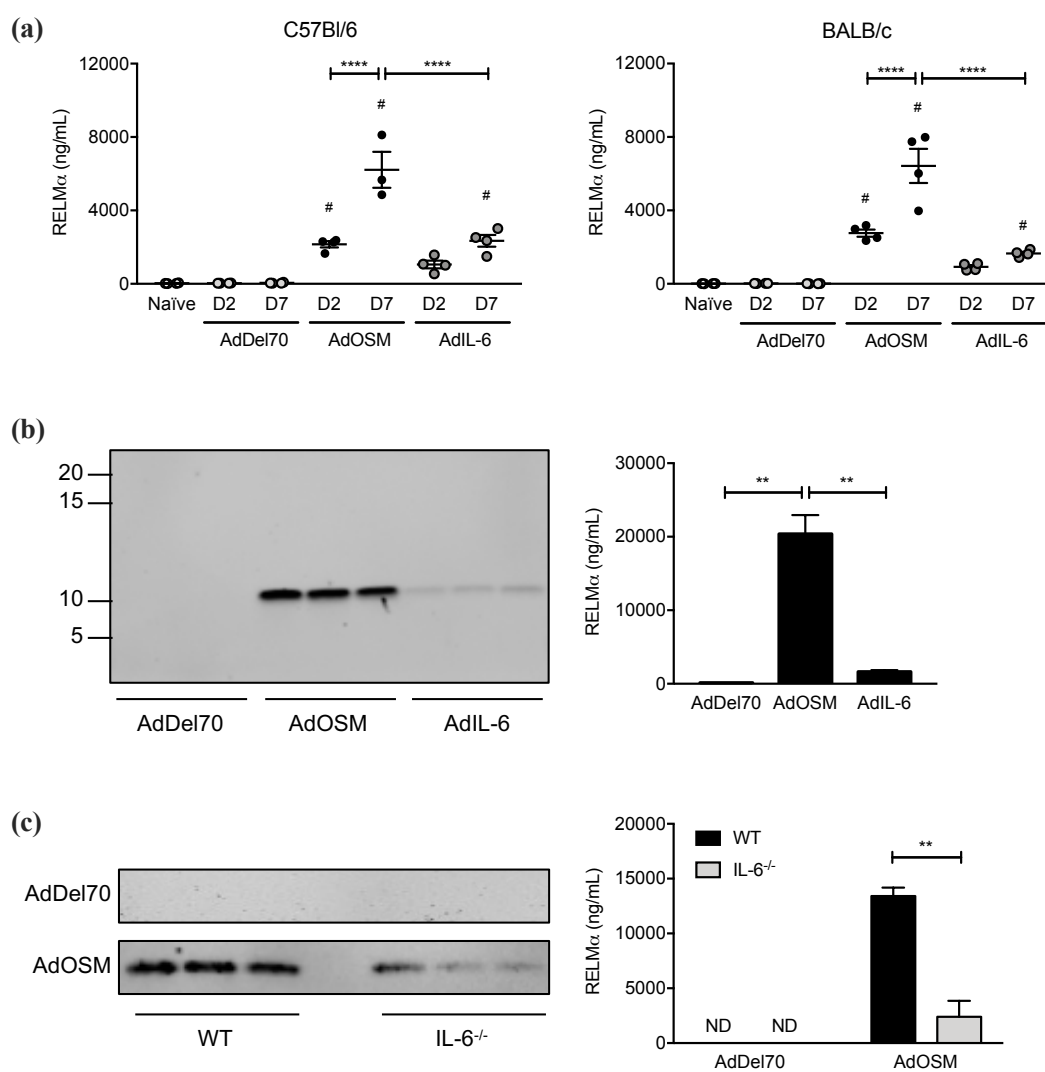 (a)
C57Bl/6
12000
8000
4000
0
RELMα (ng/mL)
**** ****
#
#
#
Naïve D2 D7 D2 D7 D2 D7
AdDel70 AdOSM AdIL-6
BALB/c
12000
8000
4000
0
RELMα (ng/mL)
**** ****
#
#
#
Naïve D2 D7 D2 D7 D2 D7
AdDel70 AdOSM AdIL-6
(b)
20
15
10
5
AdDel70 AdOSM AdIL-6
30000
20000
10000
0
RELMα (ng/mL)
** **
AdDel70 AdOSM AdIL-6
(c)
AdDel70
AdOSM
WT IL-6-/-
20000
15000
10000
5000
0
RELMα (ng/mL)
WT
IL-6-/-
**
ND ND
AdDel70 AdOSM